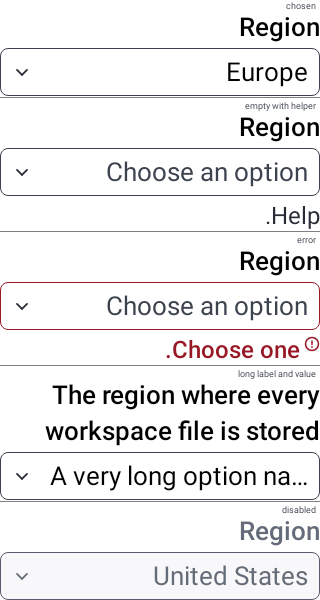 chosen
Region
Europe
empty with helper
Region
Choose an option
.Help
error
Region
Choose an option
.Choose one
long label and value
The region where every
workspace file is stored
A very long option na…
disabled
Region
United States